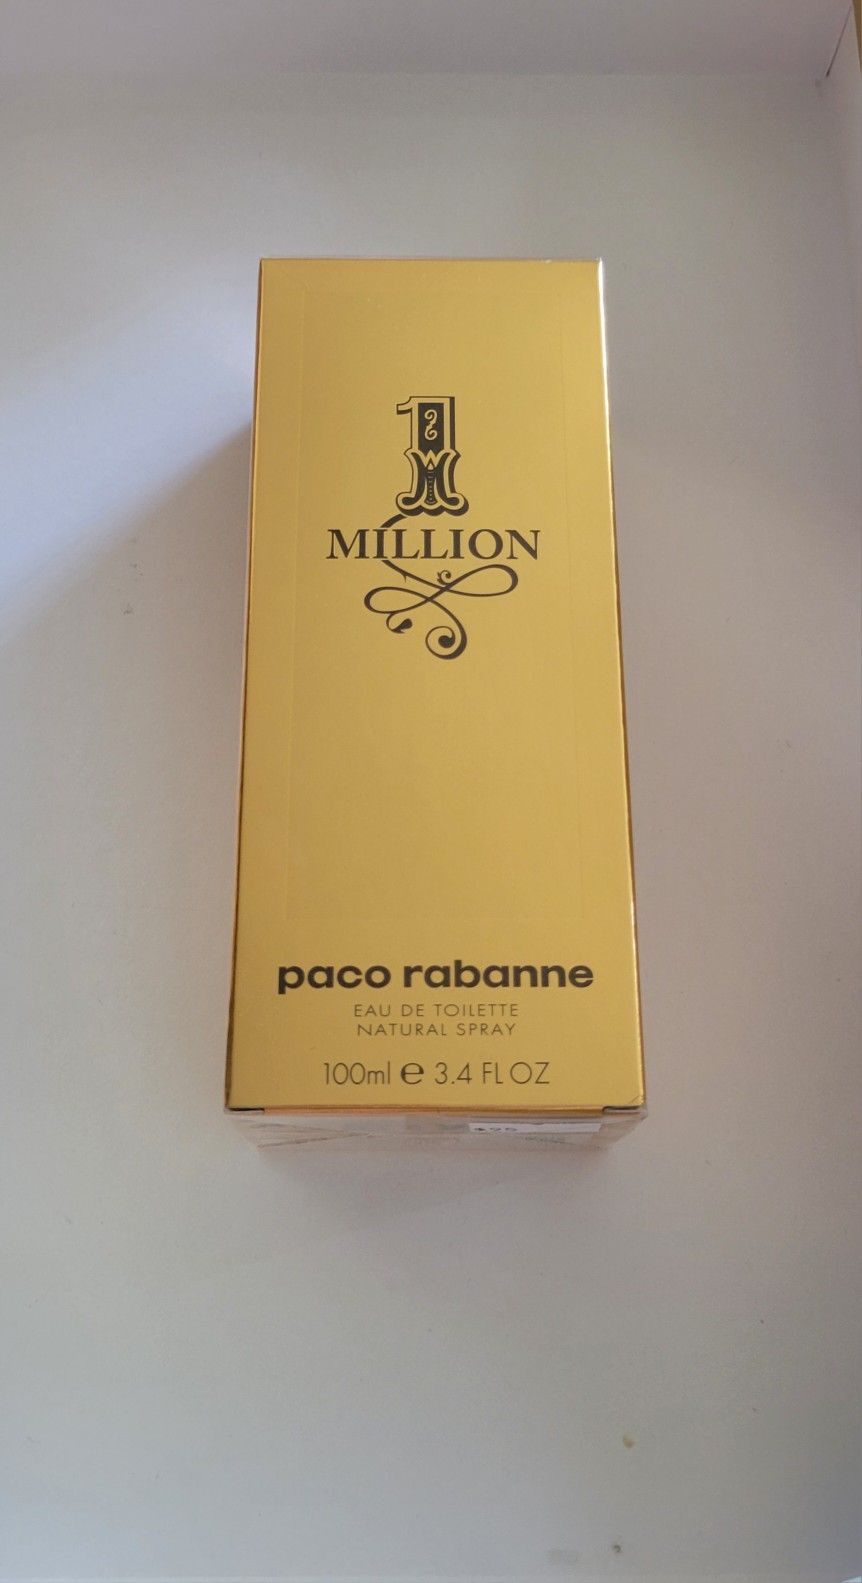 1
MILLION
paco rabanne
EAU DE TOILETTE
NATURAL SPRAY
100ml ℮ 3.4 FL OZ